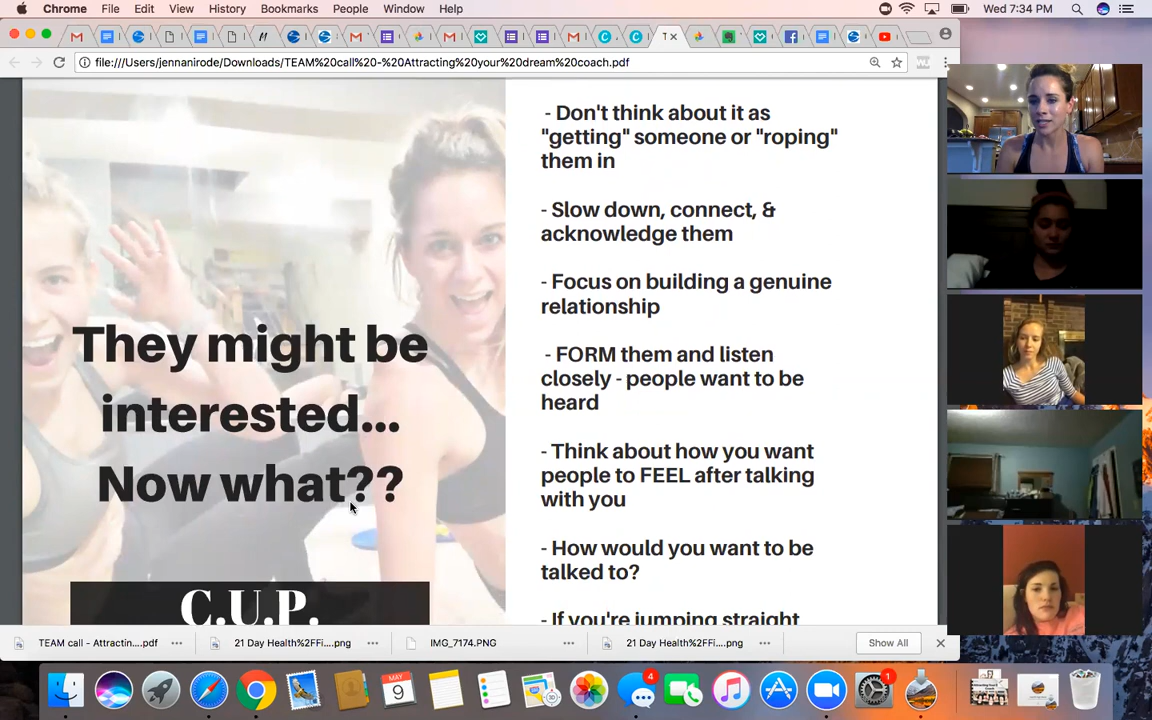 Chrome File Edit View History Bookmarks People Window Help Wed 7:34 PM
T
file:///Users/jennanirode/Downloads/TEAM%20call%20-%20Attracting%20your%20dream%20coach.pdf
They might be
interested...
Now what??
C.U.P.
- Don't think about it as
"getting" someone or "roping"
them in
- Slow down, connect, &
acknowledge them
- Focus on building a genuine
relationship
- FORM them and listen
closely - people want to be
heard
- Think about how you want
people to FEEL after talking
with you
- How would you want to be
talked to?
- If you're jumping straight
TEAM call - Attractin....pdf 21 Day Health%2FFi....png IMG_7174.PNG 21 Day Health%2FFi....png Show All
MAY
9
4
1